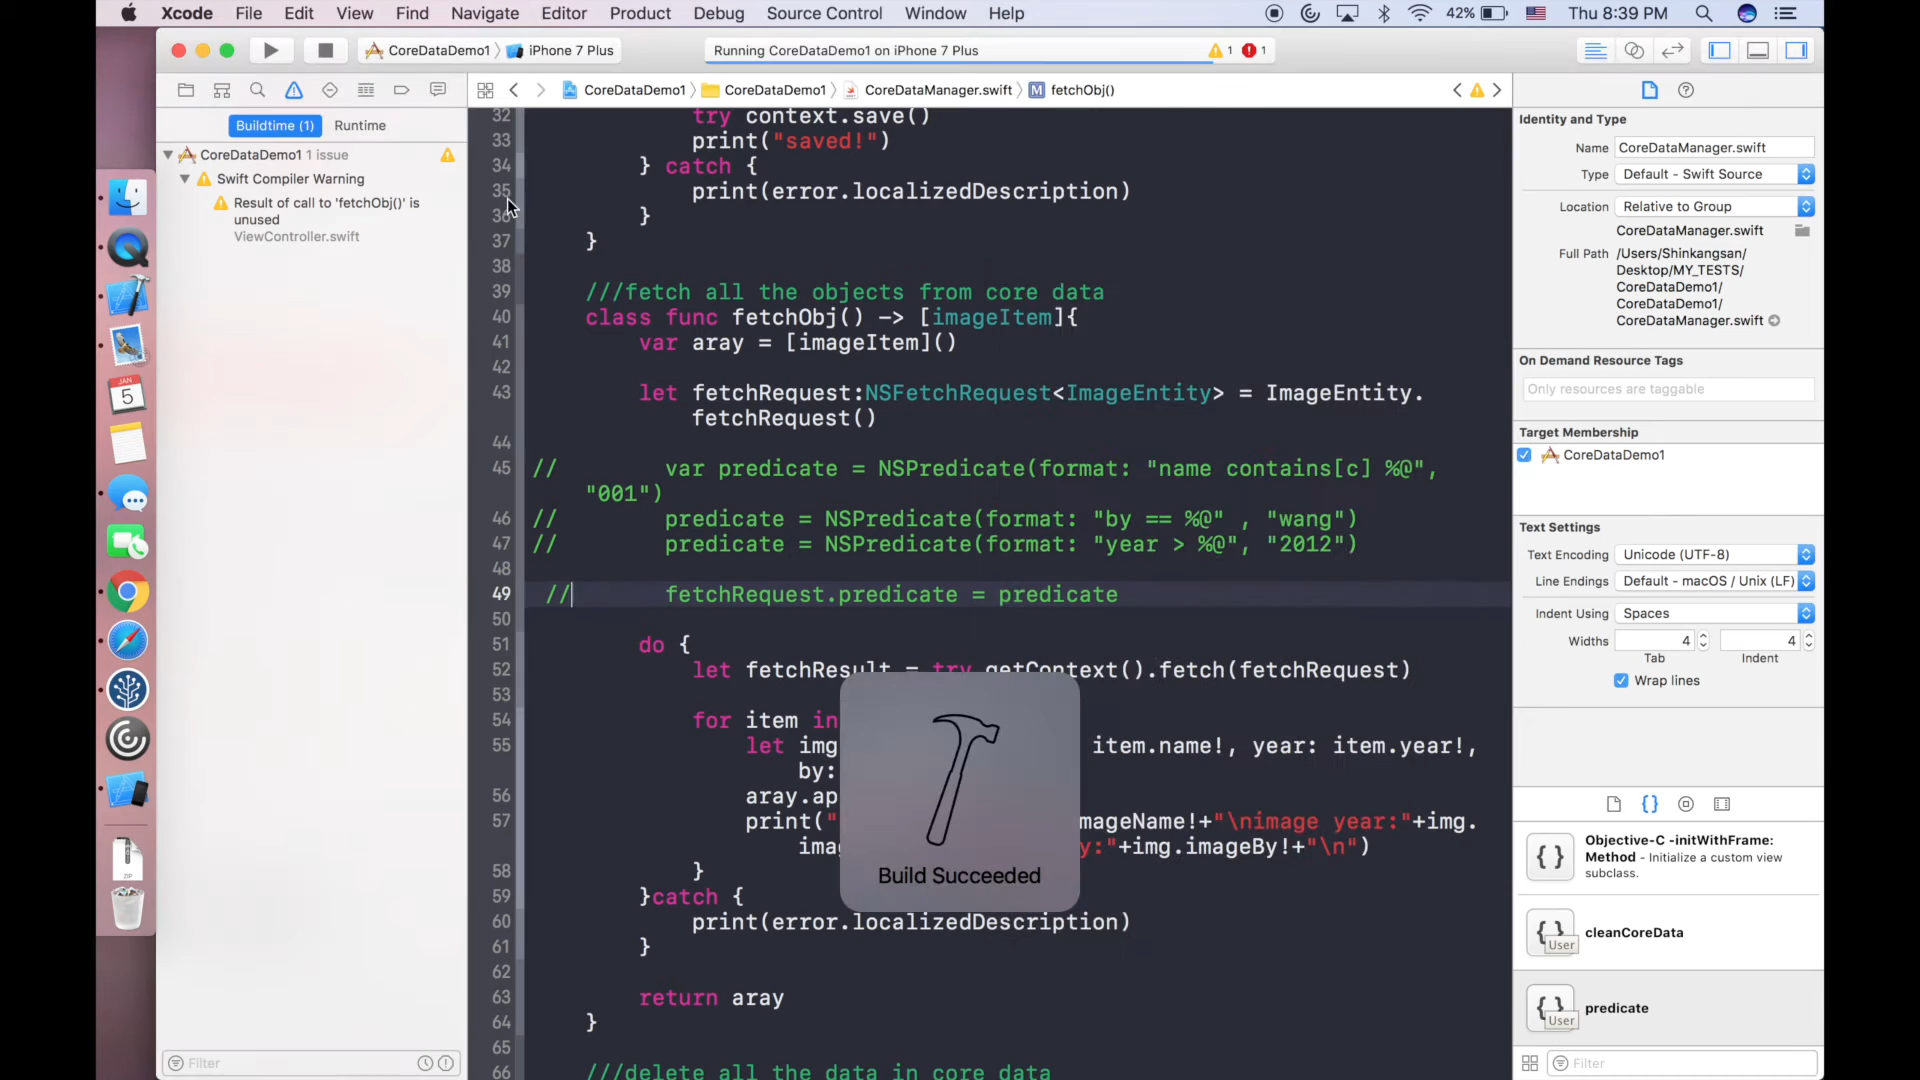 Xcode File Edit View Find Navigate Editor Product Debug Source Control Window Help 42% Thu 8:39 PM
CoreDataDemo1 iPhone 7 Plus Running CoreDataDemo1 on iPhone 7 Plus 1 1
CoreDataDemo1 CoreDataDemo1 CoreDataManager.swift M fetchObj()
Buildtime (1) Runtime
CoreDataDemo1 1 issue
Swift Compiler Warning
Result of call to 'fetchObj()' is
unused
ViewController.swift
Filter
JAN
5
ZIP
32 try context.save()
33 print("saved!")
34 } catch {
35 print(error.localizedDescription)
36 }
37 }
38
39 ///fetch all the objects from core data
40 class func fetchObj() -> [imageItem]{
41 var aray = [imageItem]()
42
43 let fetchRequest:NSFetchRequest<ImageEntity> = ImageEntity.
fetchRequest()
44
45 // var predicate = NSPredicate(format: "name contains[c] %@",
"001")
46 // predicate = NSPredicate(format: "by == %@" , "wang")
47 // predicate = NSPredicate(format: "year > %@", "2012")
48
49 // fetchRequest.predicate = predicate
50
51 do {
52 let fetchResult = try getContext().fetch(fetchRequest)
53
54 for item in
55 let img item.name!, year: item.year!,
by:
56 aray.ap
57 print(" mageName!+"\nimage year:"+img.
ima y:"+img.imageBy!+"\n")
58 }
59 }catch {
60 print(error.localizedDescription)
61 }
62
63 return aray
64 }
65
66 ///delete all the data in core data
Build Succeeded
Identity and Type
Name CoreDataManager.swift
Type Default - Swift Source
Location Relative to Group
CoreDataManager.swift
Full Path /Users/Shinkangsan/
Desktop/MY_TESTS/
CoreDataDemo1/
CoreDataDemo1/
CoreDataManager.swift
On Demand Resource Tags
Only resources are taggable
Target Membership
CoreDataDemo1
Text Settings
Text Encoding Unicode (UTF-8)
Line Endings Default - macOS / Unix (LF)
Indent Using Spaces
Widths 4 4
Tab Indent
Wrap lines
{ } Objective-C -initWithFrame:
Method - Initialize a custom view
subclass.
{ } User cleanCoreData
{ } User predicate
Filter